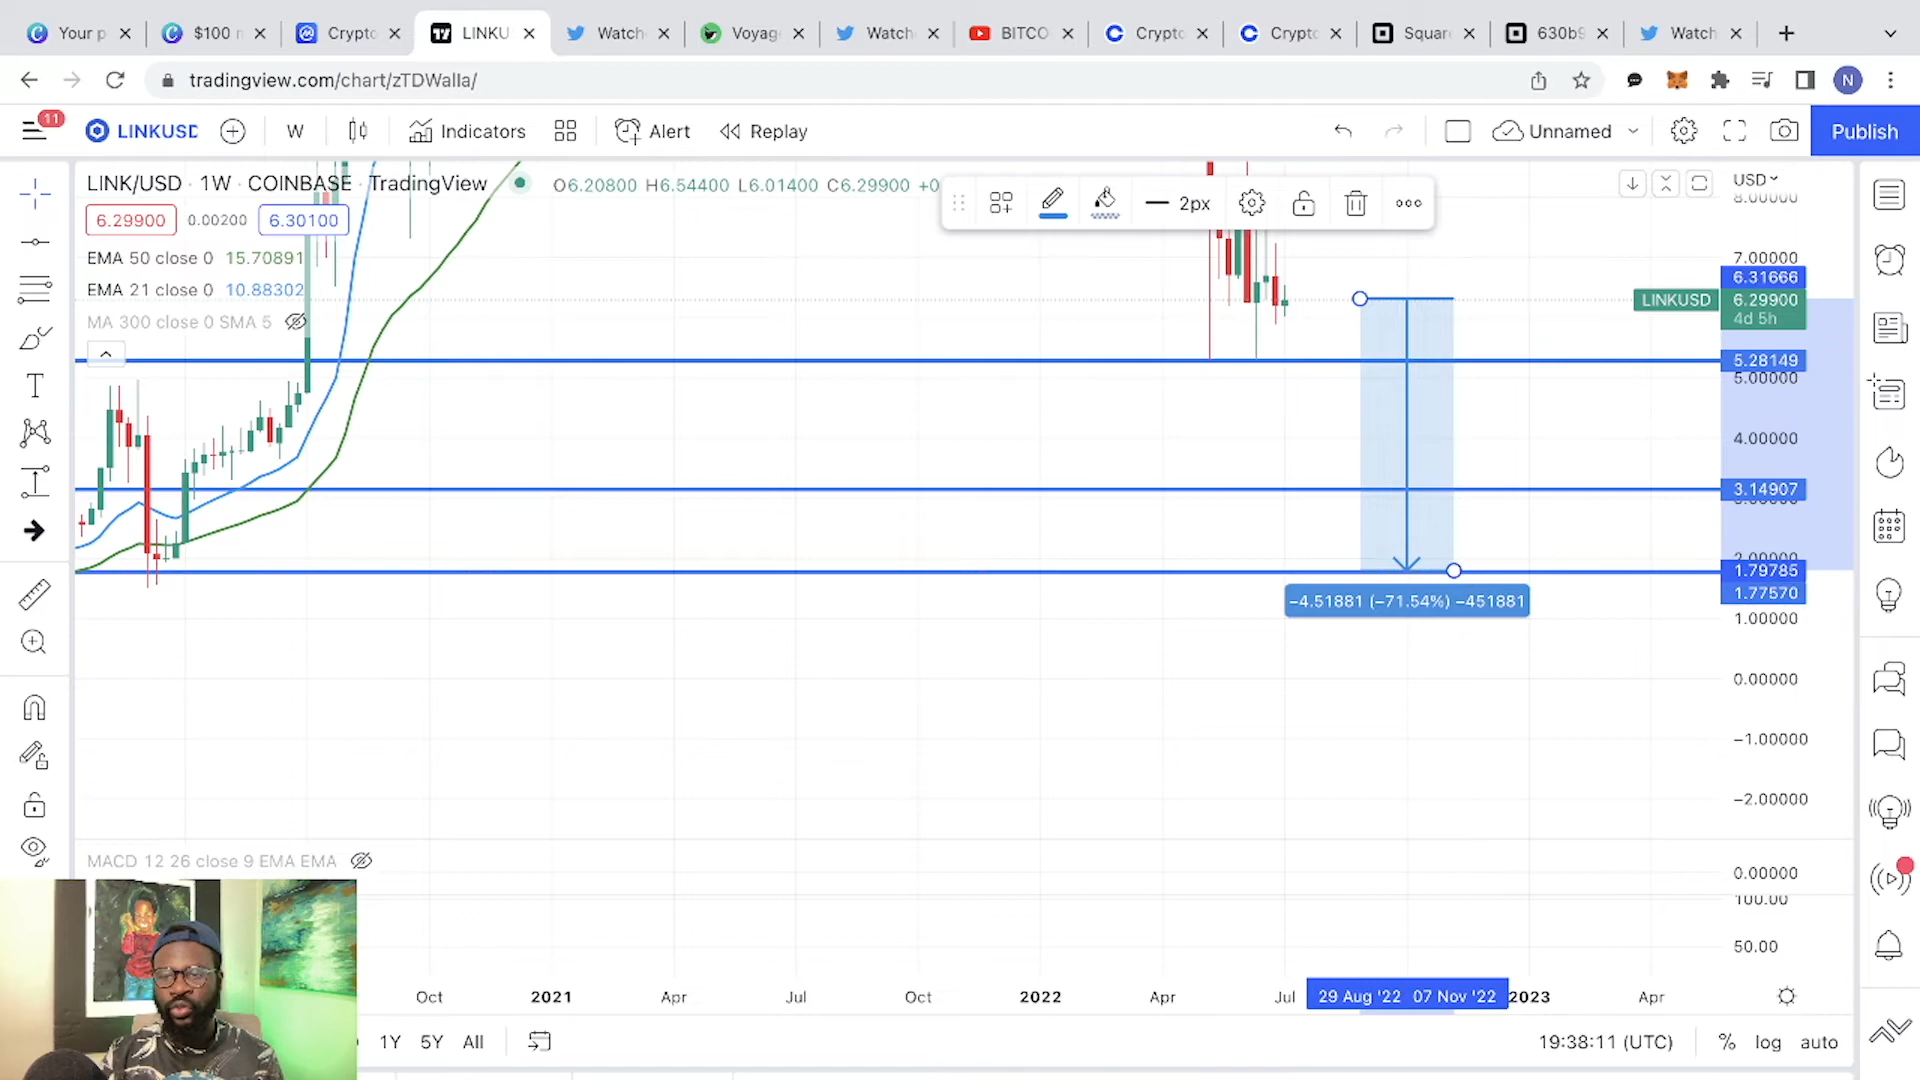 Your p
$100 r
Crypto
LINKU
Watch
Voyag
Watch
BITCO
Crypto
Crypto
Squar
630b9
Watch
tradingview.com/chart/zTDWalla/
N
11
LINKUSD
W
Indicators
Alert
Replay
Unnamed
Publish
LINK/USD · 1W · COINBASE · TradingView
O6.20800 H6.54400 L6.01400 C6.29900 +0
2px
USD
6.29900
0.00200
6.30100
EMA 50 close 0 15.70891
EMA 21 close 0 10.88302
MA 300 close 0 SMA 5
8.00000
7.00000
6.31666
LINKUSD
6.29900
4d 5h
5.28149
5.00000
4.00000
3.14907
2.00000
1.79785
1.77570
1.00000
0.00000
−1.00000
−2.00000
−4.51881 (−71.54%) −451881
MACD 12 26 close 9 EMA EMA
0.00000
100.00
50.00
Oct
2021
Apr
Jul
Oct
2022
Apr
Jul
29 Aug '22
07 Nov '22
2023
Apr
1Y
5Y
All
19:38:11 (UTC)
%
log
auto